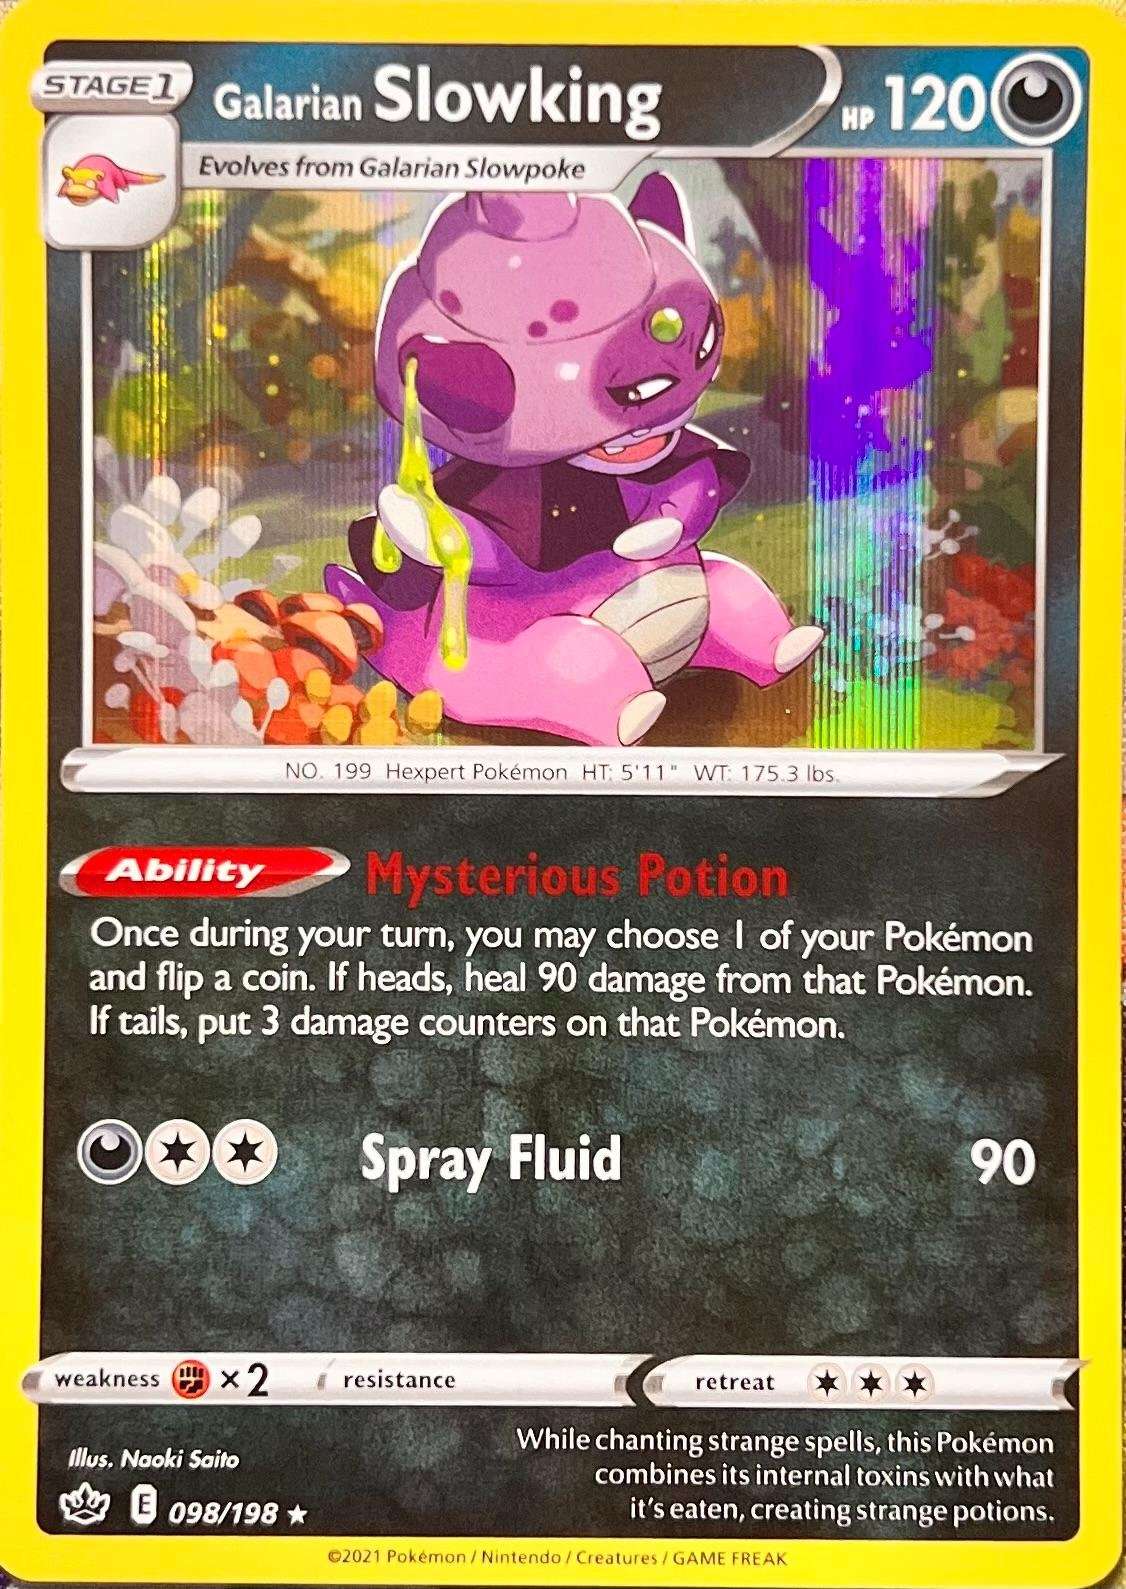 STAGE 1
Galarian Slowking
HP 120
Evolves from Galarian Slowpoke
NO. 199 Hexpert Pokémon HT: 5'11" WT: 175.3 lbs.
Ability Mysterious Potion
Once during your turn, you may choose 1 of your Pokémon
and flip a coin. If heads, heal 90 damage from that Pokémon.
If tails, put 3 damage counters on that Pokémon.
Spray Fluid 90
weakness ×2 resistance retreat
While chanting strange spells, this Pokémon
combines its internal toxins with what
it's eaten, creating strange potions.
Illus. Naoki Saito
E 098/198 ★
©2021 Pokémon / Nintendo / Creatures / GAME FREAK